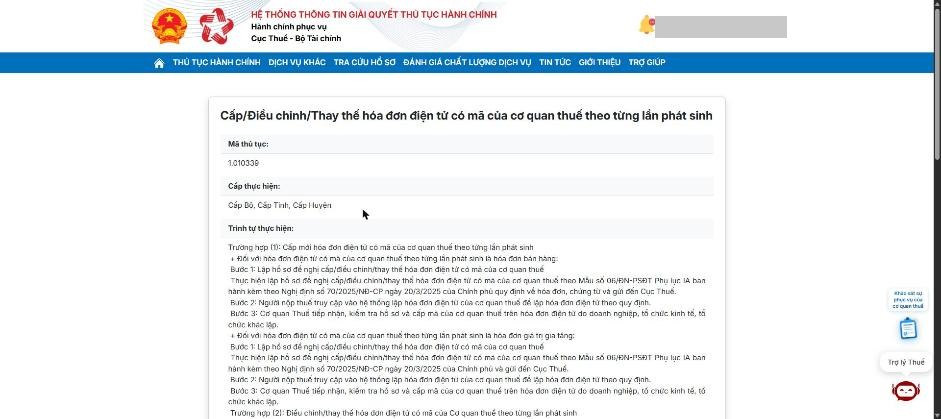 HỆ THỐNG THÔNG TIN GIẢI QUYẾT THỦ TỤC HÀNH CHÍNH
Hành chính phục vụ
Cục Thuế - Bộ Tài chính
THỦ TỤC HÀNH CHÍNH DỊCH VỤ KHÁC TRA CỨU HỒ SƠ ĐÁNH GIÁ CHẤT LƯỢNG DỊCH VỤ TIN TỨC GIỚI THIỆU TRỢ GIÚP
Cấp/Điều chỉnh/Thay thế hóa đơn điện tử có mã của cơ quan thuế theo từng lần phát sinh
Mã thủ tục:
1.010339
Cấp thực hiện:
Cấp Bộ, Cấp Tỉnh, Cấp Huyện
Trình tự thực hiện:
Trường hợp (1): Cấp mới hóa đơn điện tử có mã của cơ quan thuế theo từng lần phát sinh
+ Đối với hóa đơn điện tử có mã của cơ quan thuế theo từng lần phát sinh là hóa đơn bán hàng:
Bước 1: Lập hồ sơ đề nghị cấp/điều chỉnh/thay thế hóa đơn điện tử có mã của cơ quan thuế
Thực hiện lập hồ sơ đề nghị cấp/điều chỉnh/thay thế hóa đơn điện tử có mã của cơ quan thuế theo Mẫu số 06/ĐN-PSĐT Phụ lục IA ban
hành kèm theo Nghị định số 70/2025/NĐ-CP ngày 20/3/2025 của Chính phủ quy định về hóa đơn, chứng từ và gửi đến Cục Thuế.
Bước 2: Người nộp thuế truy cập vào hệ thống lập hóa đơn điện tử của cơ quan thuế để lập hóa đơn điện tử theo quy định.
Bước 3: Cơ quan Thuế tiếp nhận, kiểm tra hồ sơ và cấp mã của cơ quan thuế trên hóa đơn điện tử do doanh nghiệp, tổ chức kinh tế, tổ
chức khác lập.
+ Đối với hóa đơn điện tử có mã của cơ quan thuế theo từng lần phát sinh là hóa đơn giá trị gia tăng:
Bước 1: Lập hồ sơ đề nghị cấp/điều chỉnh/thay thế hóa đơn điện tử có mã của cơ quan thuế
Thực hiện lập hồ sơ đề nghị cấp/điều chỉnh/thay thế hóa đơn điện tử có mã của cơ quan thuế theo Mẫu số 06/ĐN-PSĐT Phụ lục IA ban
hành kèm theo Nghị định số 70/2025/NĐ-CP ngày 20/3/2025 của Chính phủ và gửi đến Cục Thuế.
Bước 2: Người nộp thuế truy cập vào hệ thống lập hóa đơn điện tử của cơ quan thuế để lập hóa đơn điện tử theo quy định.
Bước 3: Cơ quan Thuế tiếp nhận, kiểm tra hồ sơ và cấp mã của cơ quan thuế trên hóa đơn điện tử do doanh nghiệp, tổ chức kinh tế, tổ
chức khác lập.
Trường hợp (2): Điều chỉnh/thay thế hóa đơn điện tử có mã của Cơ quan thuế theo từng lần phát sinh
Khảo sát sự
phục vụ của
cơ quan thuế
Trợ lý Thuế